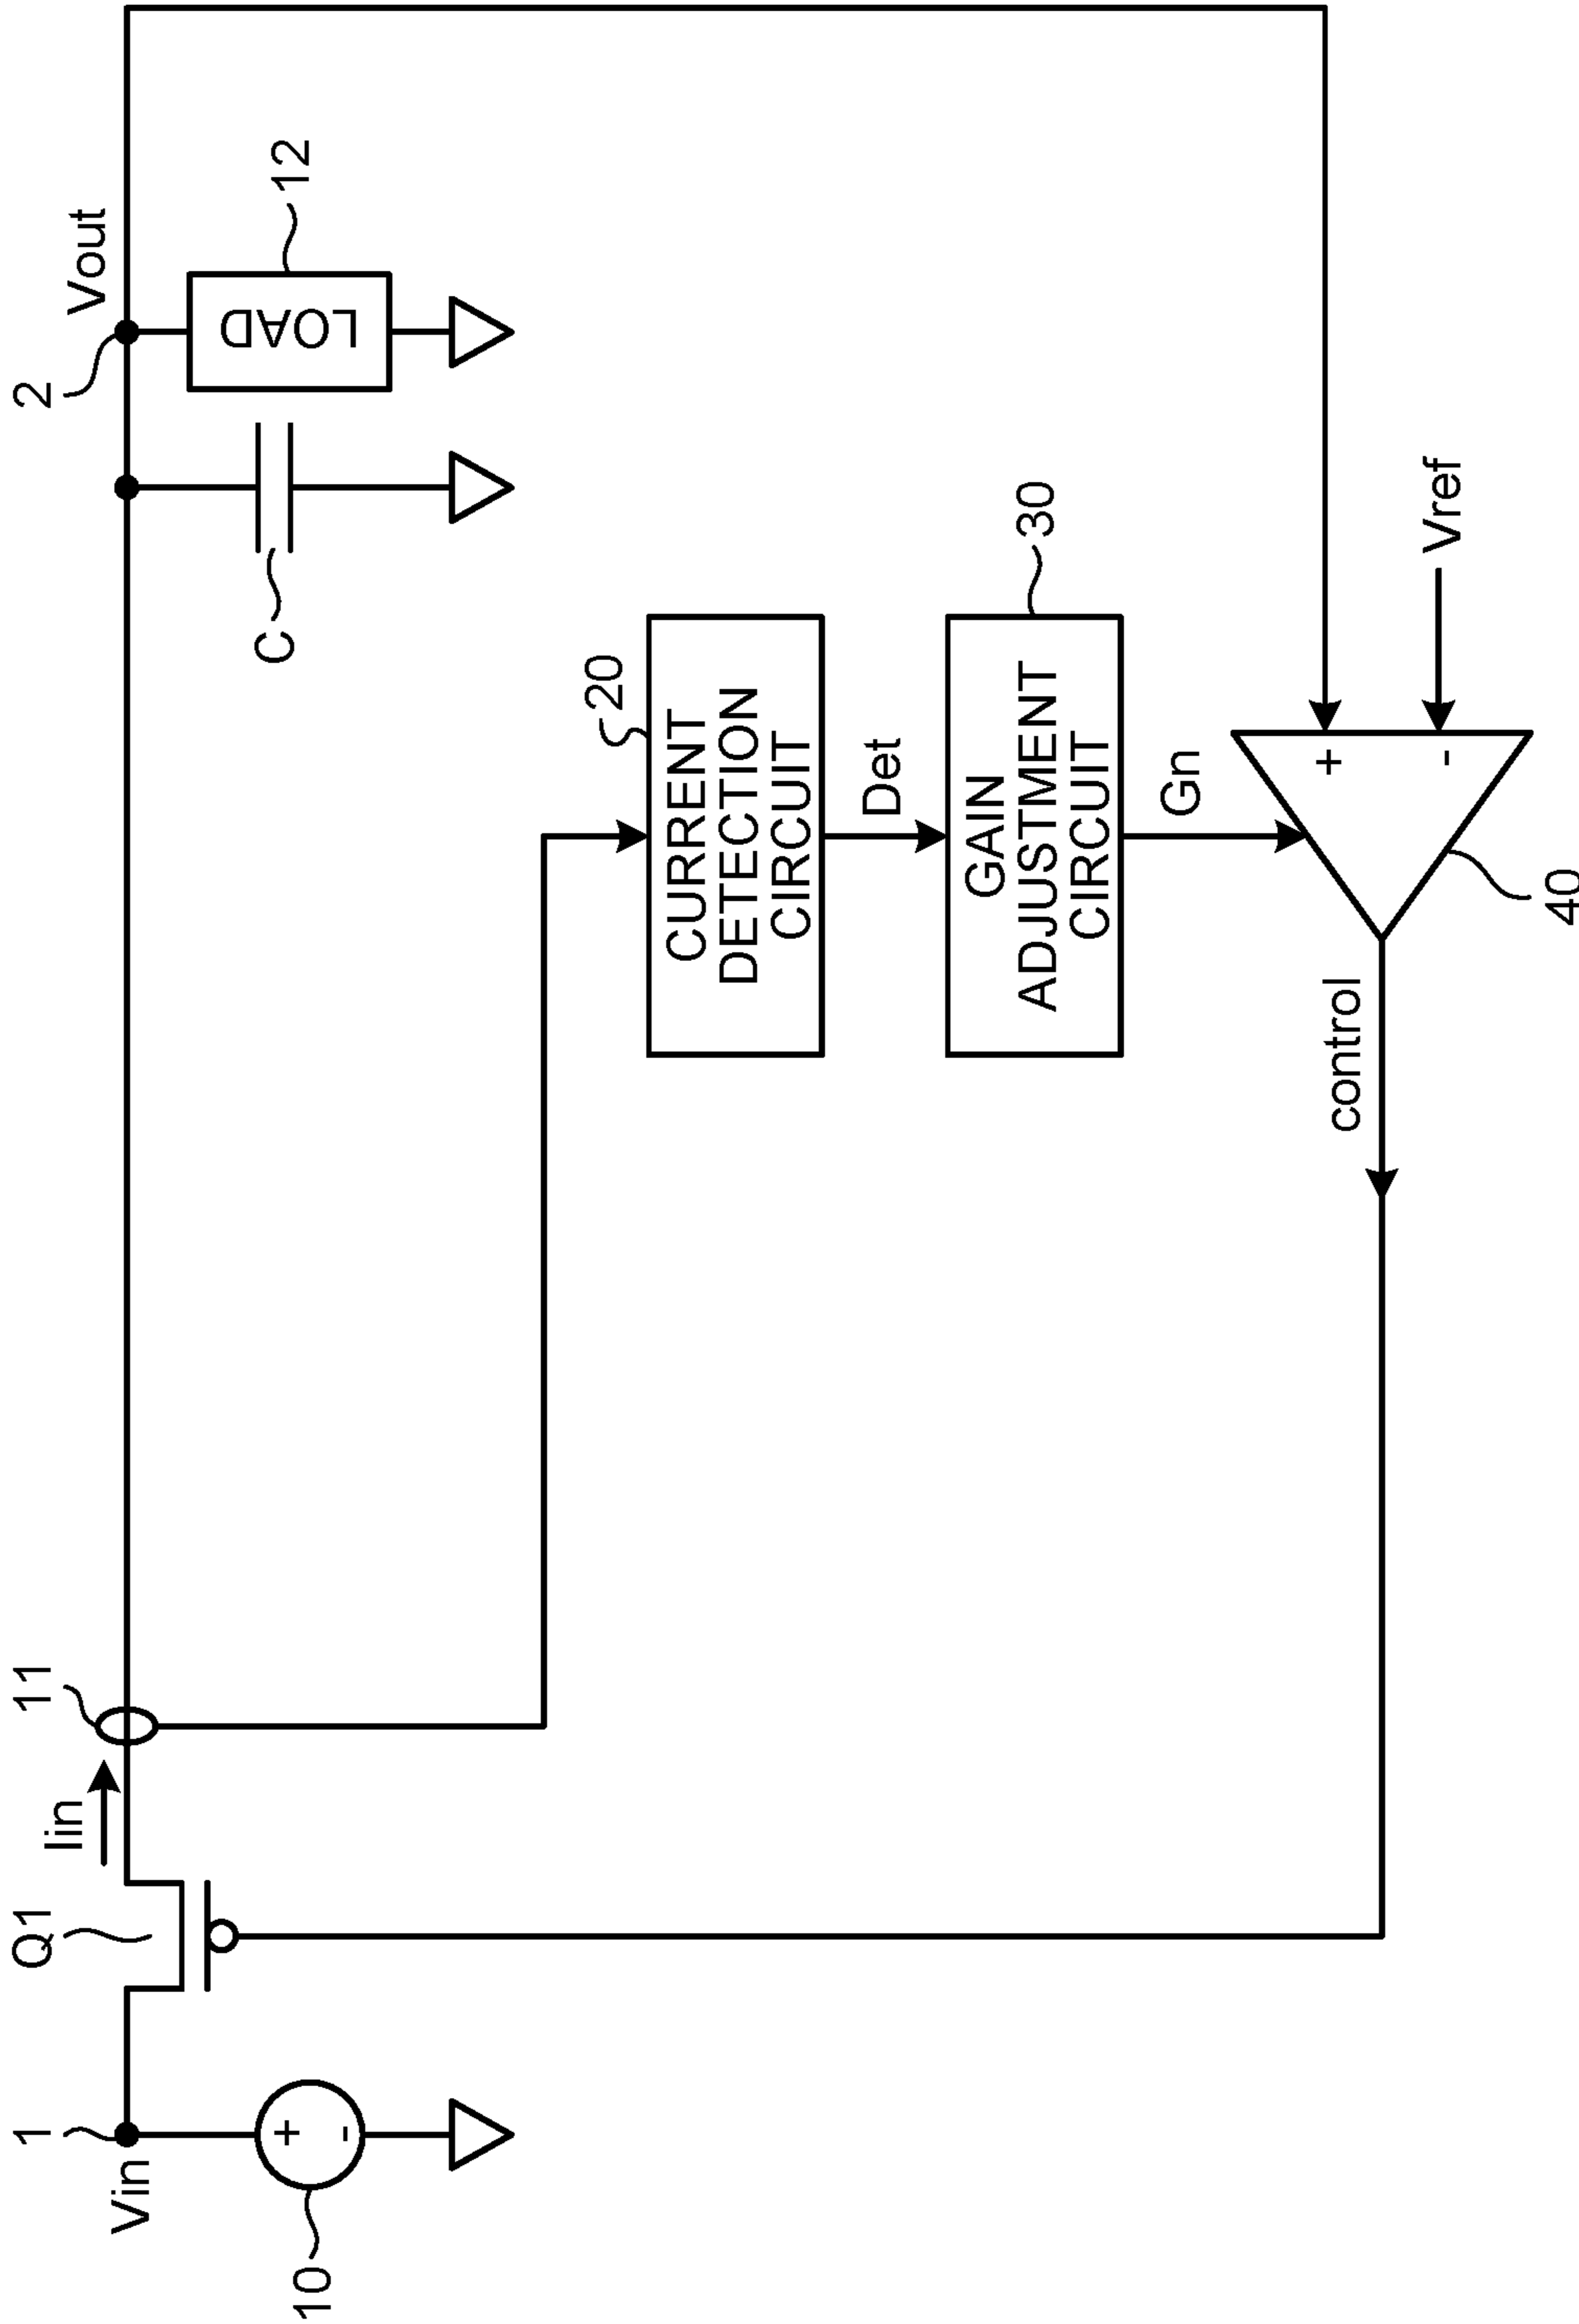 1
Q1
Iin
11
2
Vout
Vin
10
+
-
C
LOAD
12
20
CURRENT
DETECTION
CIRCUIT
Det
30
GAIN
ADJUSTMENT
CIRCUIT
Gn
control
+
-
Vref
40